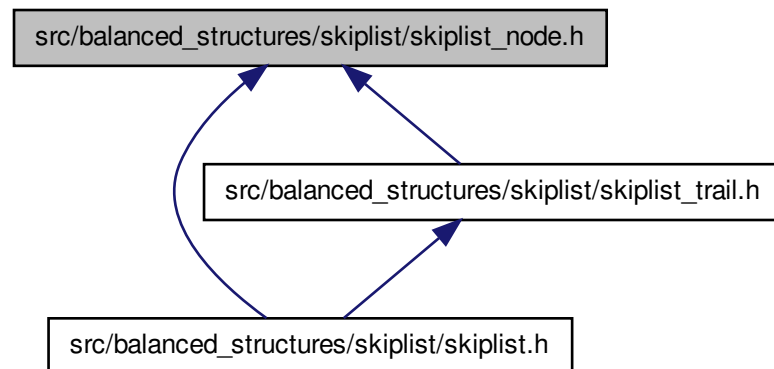 src/balanced_structures/skiplist/skiplist_node.h
src/balanced_structures/skiplist/skiplist_trail.h
src/balanced_structures/skiplist/skiplist.h